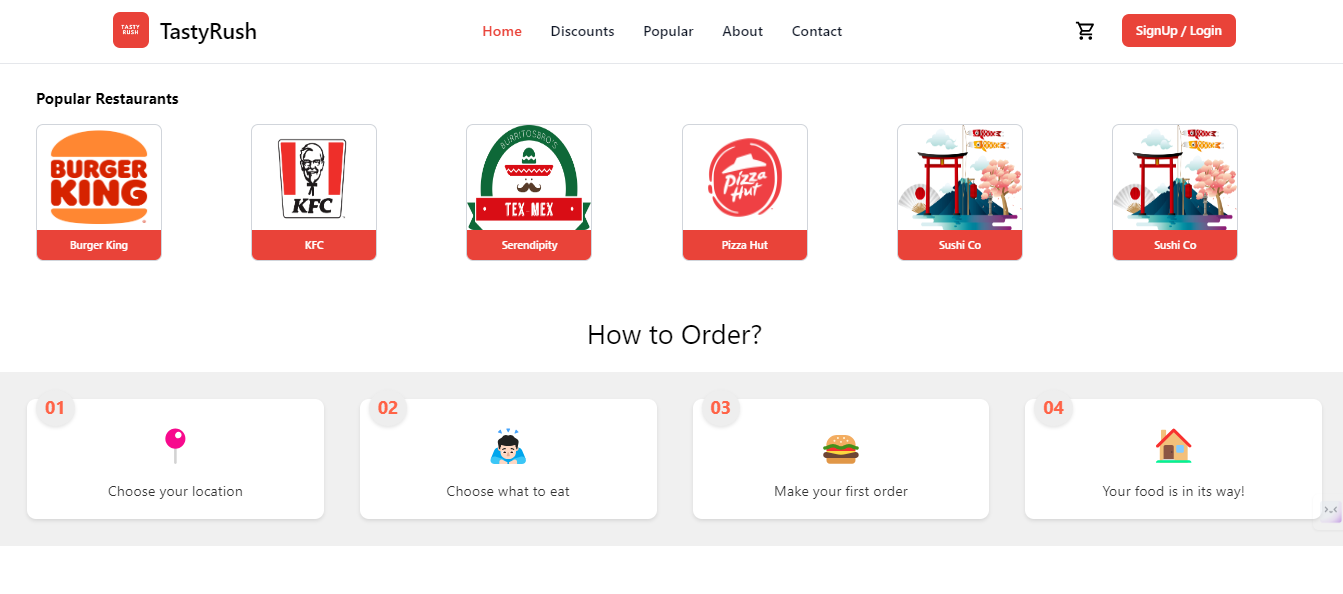 TASTY
RUSH
TastyRush
Home Discounts Popular About Contact
SignUp / Login
Popular Restaurants
BURGER
KING
KFC
BURRITOSBRO'S
TEX MEX
Pizza
Hut
Burger King
KFC
Serendipity
Pizza Hut
Sushi Co
Sushi Co
How to Order?
01
02
03
04
Choose your location
Choose what to eat
Make your first order
Your food is in its way!